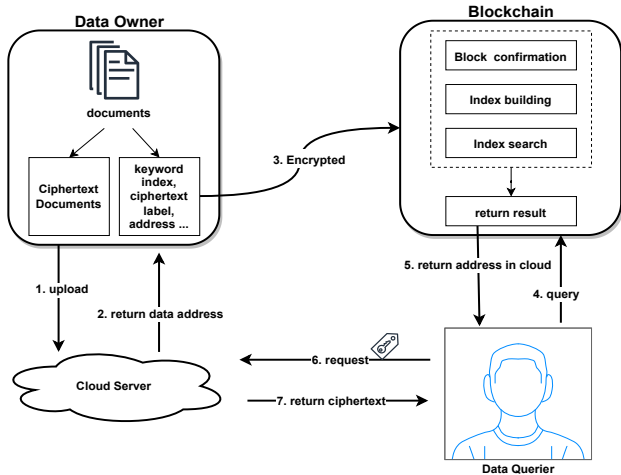 Data Owner
documents
Ciphertext
Documents
keyword
index,
ciphertext
label,
address ...
3. Encrypted
Blockchain
Block confirmation
Index building
Index search
return result
1. upload
2. return data address
5. return address in cloud
4. query
Cloud Server
6. request
7. return ciphertext
Data Querier